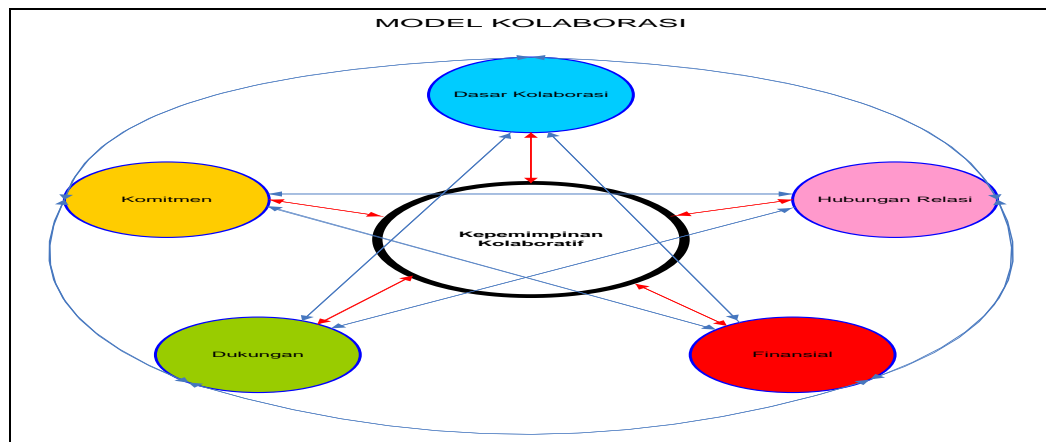 MODEL KOLABORASI
Dasar Kolaborasi
Komitmen
Hubungan Relasi
Kepemimpinan
Kolaboratif
Dukungan
Finansial